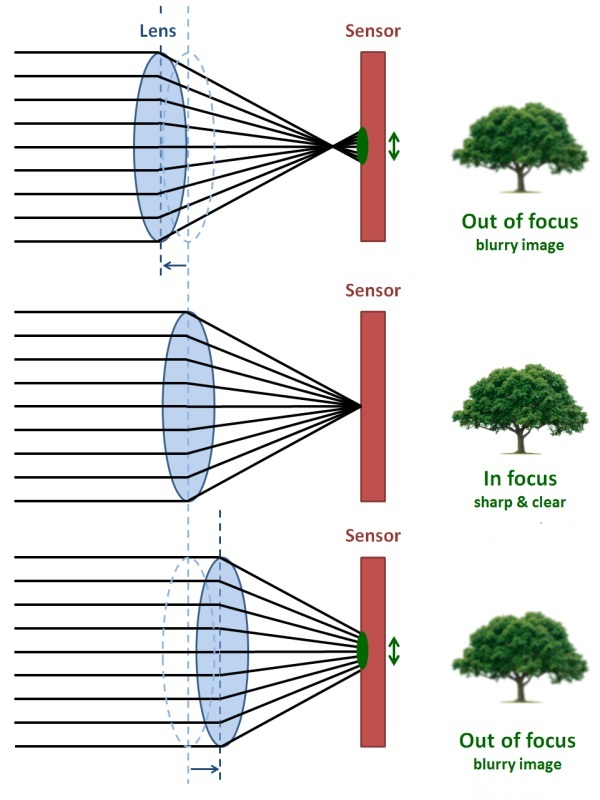 Lens
Sensor
Out of focus
blurry image
Sensor
In focus
sharp & clear
Sensor
Out of focus
blurry image